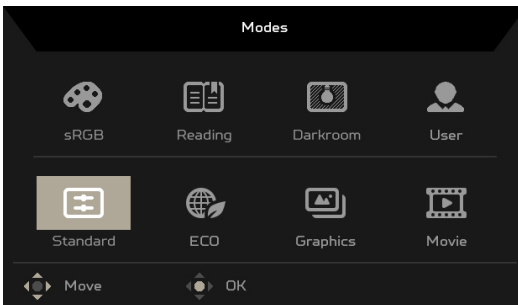 Modes
sRGB Reading Darkroom User
Standard ECO Graphics Movie
Move OK